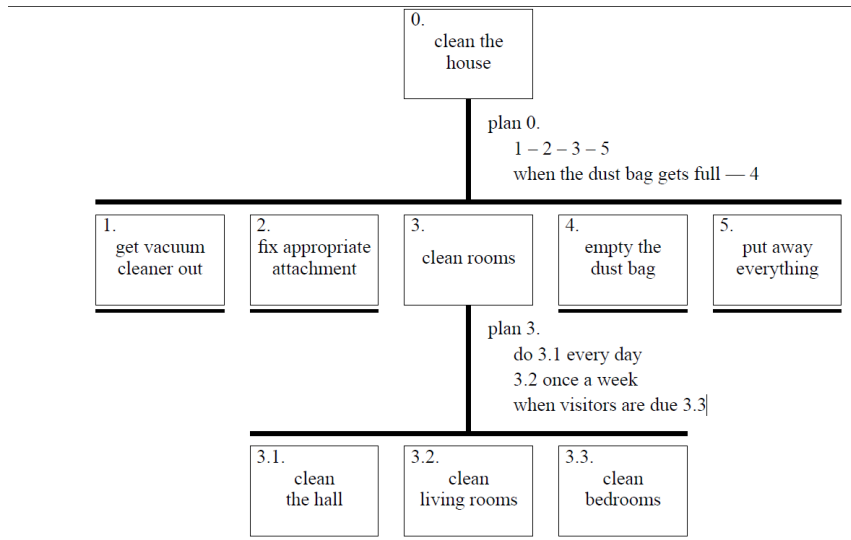 0.
clean the
house
plan 0.
1 – 2 – 3 – 5
when the dust bag gets full — 4
1.
get vacuum
cleaner out
2.
fix appropriate
attachment
3.
clean rooms
4.
empty the
dust bag
5.
put away
everything
plan 3.
do 3.1 every day
3.2 once a week
when visitors are due 3.3
3.1.
clean
the hall
3.2.
clean
living rooms
3.3.
clean
bedrooms